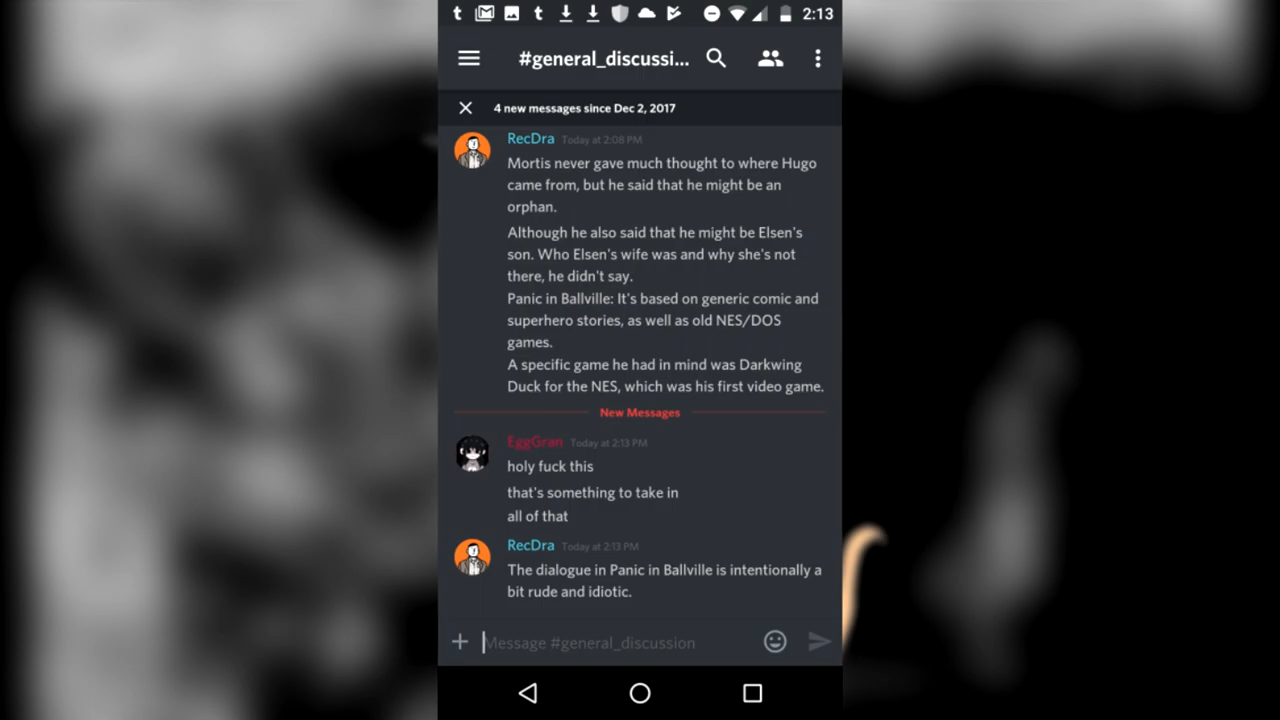 2:13
#general_discussi...
4 new messages since Dec 2, 2017
RecDra Today at 2:08 PM
Mortis never gave much thought to where Hugo
came from, but he said that he might be an
orphan.
Although he also said that he might be Elsen's
son. Who Elsen's wife was and why she's not
there, he didn't say.
Panic in Ballville: It's based on generic comic and
superhero stories, as well as old NES/DOS
games.
A specific game he had in mind was Darkwing
Duck for the NES, which was his first video game.
New Messages
EggGran Today at 2:13 PM
holy fuck this
that's something to take in
all of that
RecDra Today at 2:13 PM
The dialogue in Panic in Ballville is intentionally a
bit rude and idiotic.
Message #general_discussion